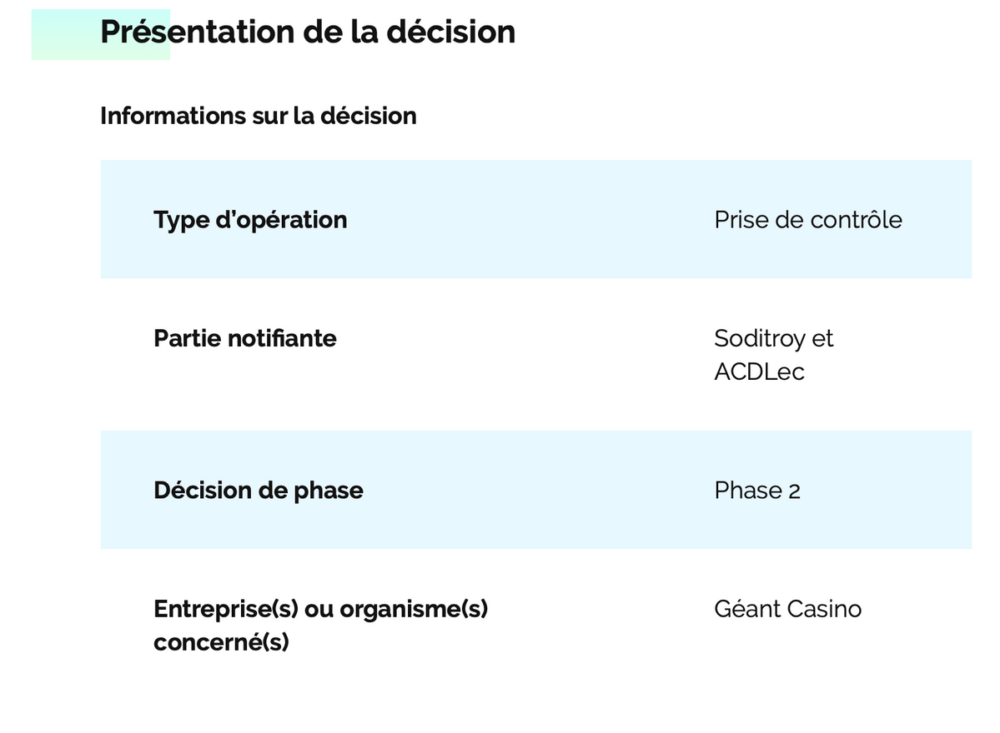 Présentation de la décision
Informations sur la décision
Type d’opération
Prise de contrôle
Partie notifiante
Soditroy et
ACDLec
Décision de phase
Phase 2
Entreprise(s) ou organisme(s)
concerné(s)
Géant Casino